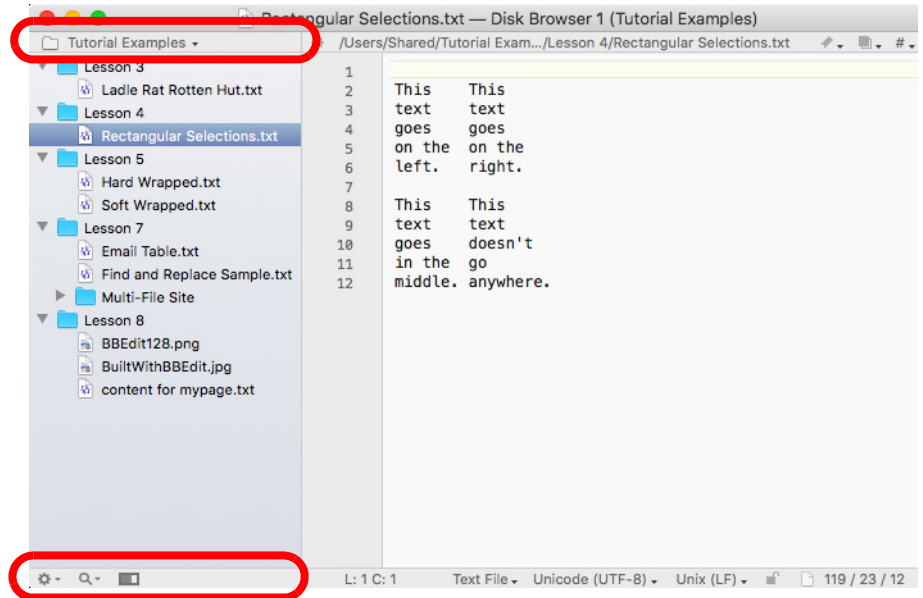 Rectangular Selections.txt — Disk Browser 1 (Tutorial Examples)
Tutorial Examples
/Users/Shared/Tutorial Exam.../Lesson 4/Rectangular Selections.txt
#
Lesson 3
Ladle Rat Rotten Hut.txt
Lesson 4
Rectangular Selections.txt
Lesson 5
Hard Wrapped.txt
Soft Wrapped.txt
Lesson 7
Email Table.txt
Find and Replace Sample.txt
Multi-File Site
Lesson 8
BBEdit128.png
BuiltWithBBEdit.jpg
content for mypage.txt
1
2 This This
3 text text
4 goes goes
5 on the on the
6 left. right.
7
8 This This
9 text text
10 goes doesn't
11 in the go
12 middle. anywhere.
L: 1 C: 1 Text File Unicode (UTF-8) Unix (LF) 119 / 23 / 12